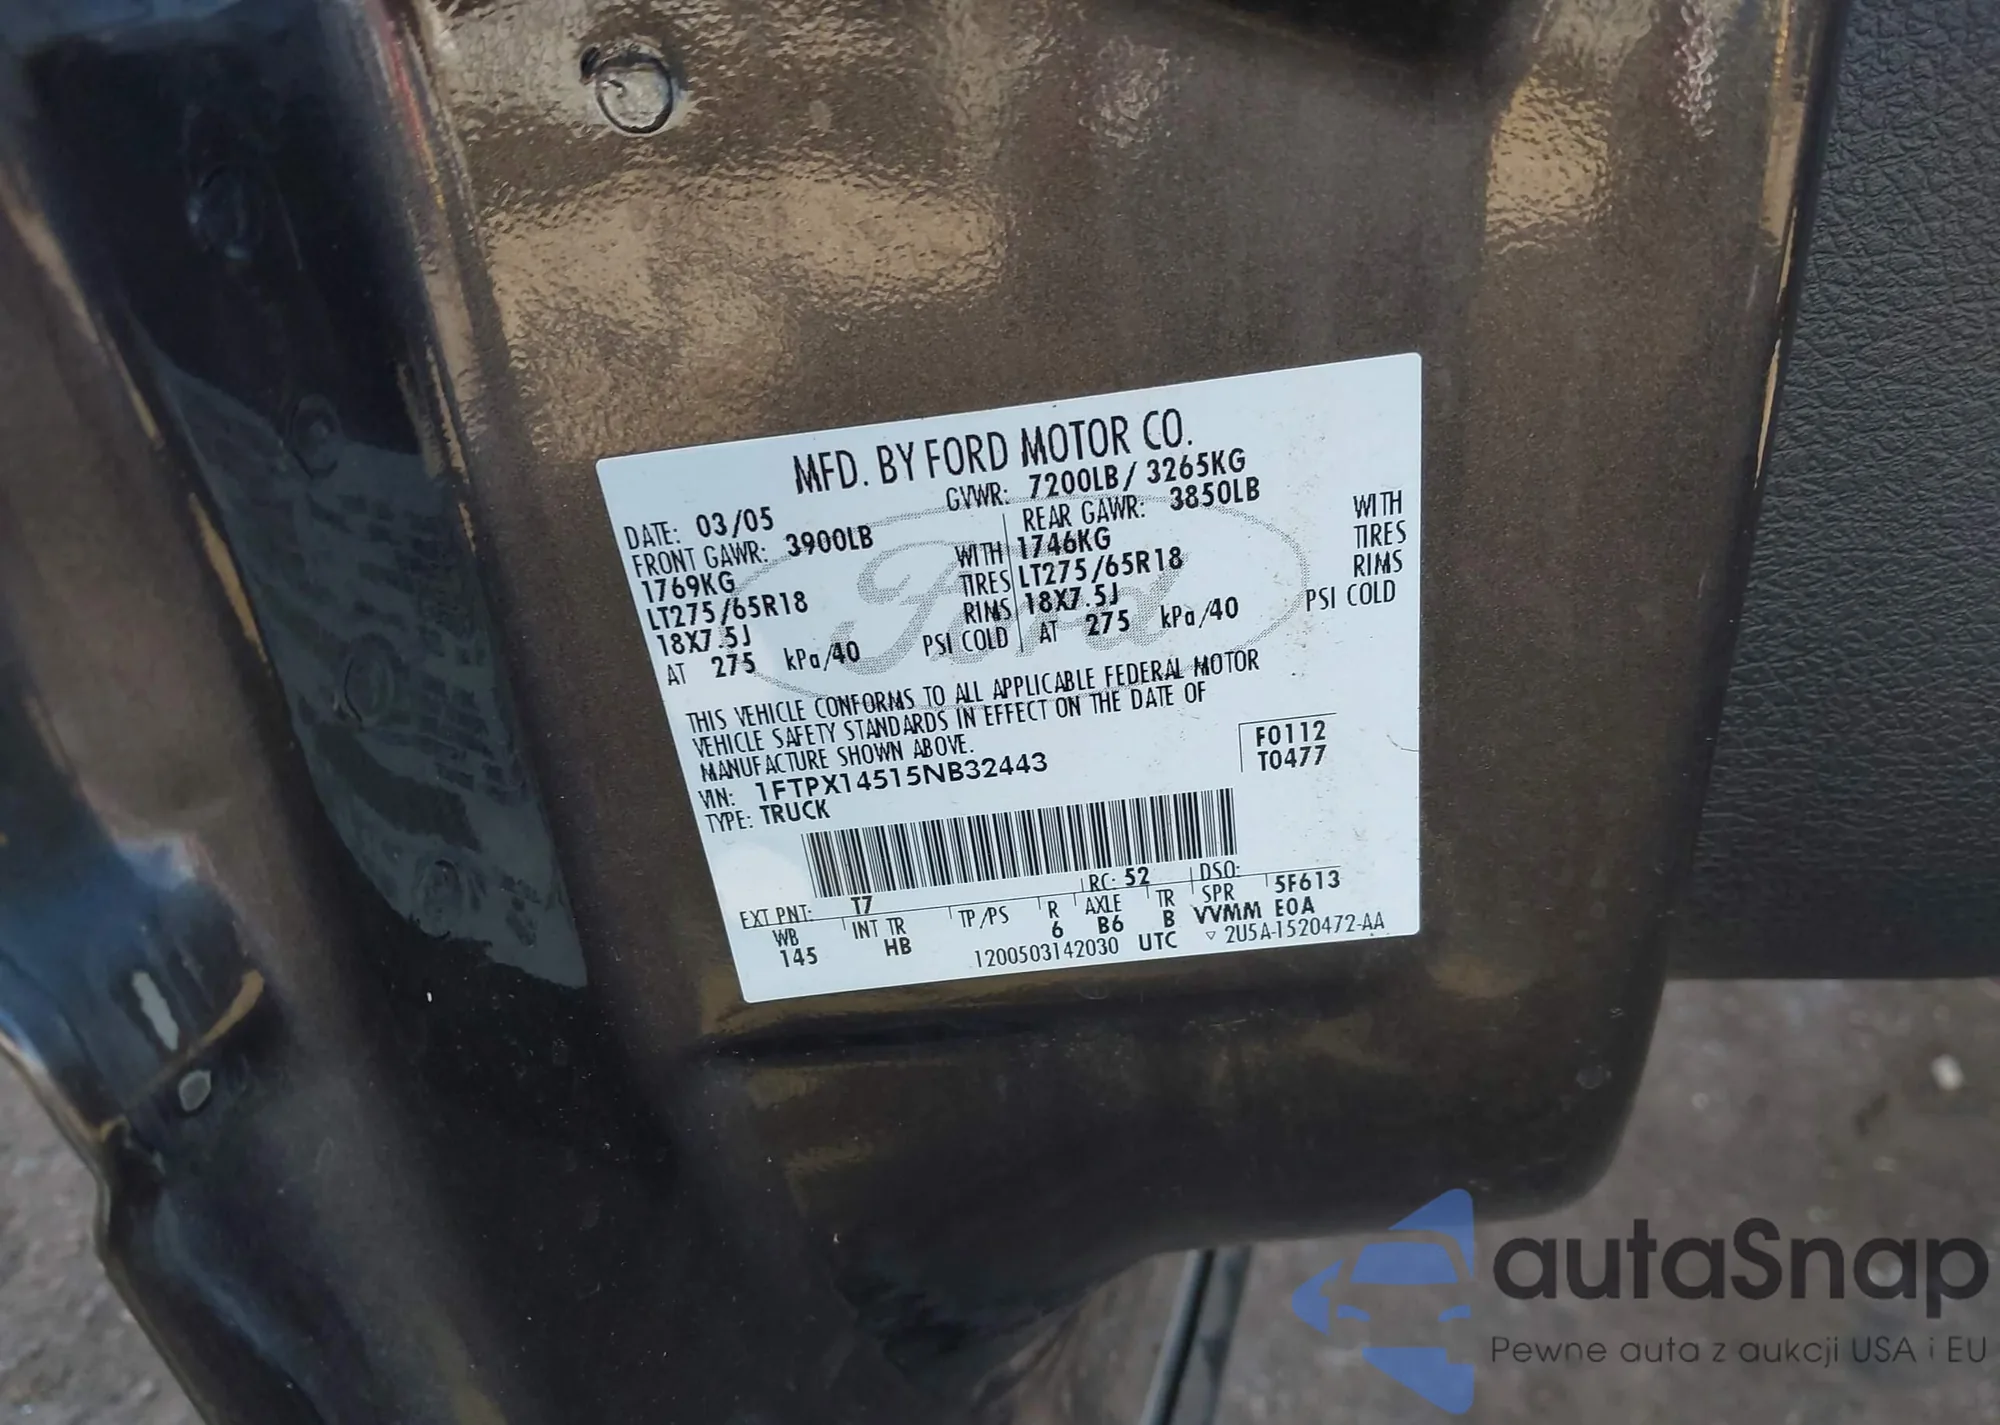 MFD. BY FORD MOTOR CO.
DATE: 03/05 GVWR: 7200LB/ 3265KG
FRONT GAWR: 3900LB REAR GAWR: 3850LB
1769KG WITH 1746KG WITH
LT275/65R18 TIRES LT275/65R18 TIRES
18X7.5J RIMS 18X7.5J RIMS
AT 275 kPa/40 PSI COLD AT 275 kPa/40 PSI COLD
Ford
THIS VEHICLE CONFORMS TO ALL APPLICABLE FEDERAL MOTOR
VEHICLE SAFETY STANDARDS IN EFFECT ON THE DATE OF
MANUFACTURE SHOWN ABOVE.
VIN: 1FTPX14515NB32443
TYPE: TRUCK
F0112
T0477
EXT PNT: T7 RC: 52 DSO:
WB INT TR TP/PS R AXLE TR SPR 5F613
145 HB 6 B6 B VVMM E0A
1200503142030 UTC ▽ 2U5A-1520472-AA
autaSnap
Pewne auta z aukcji USA i EU